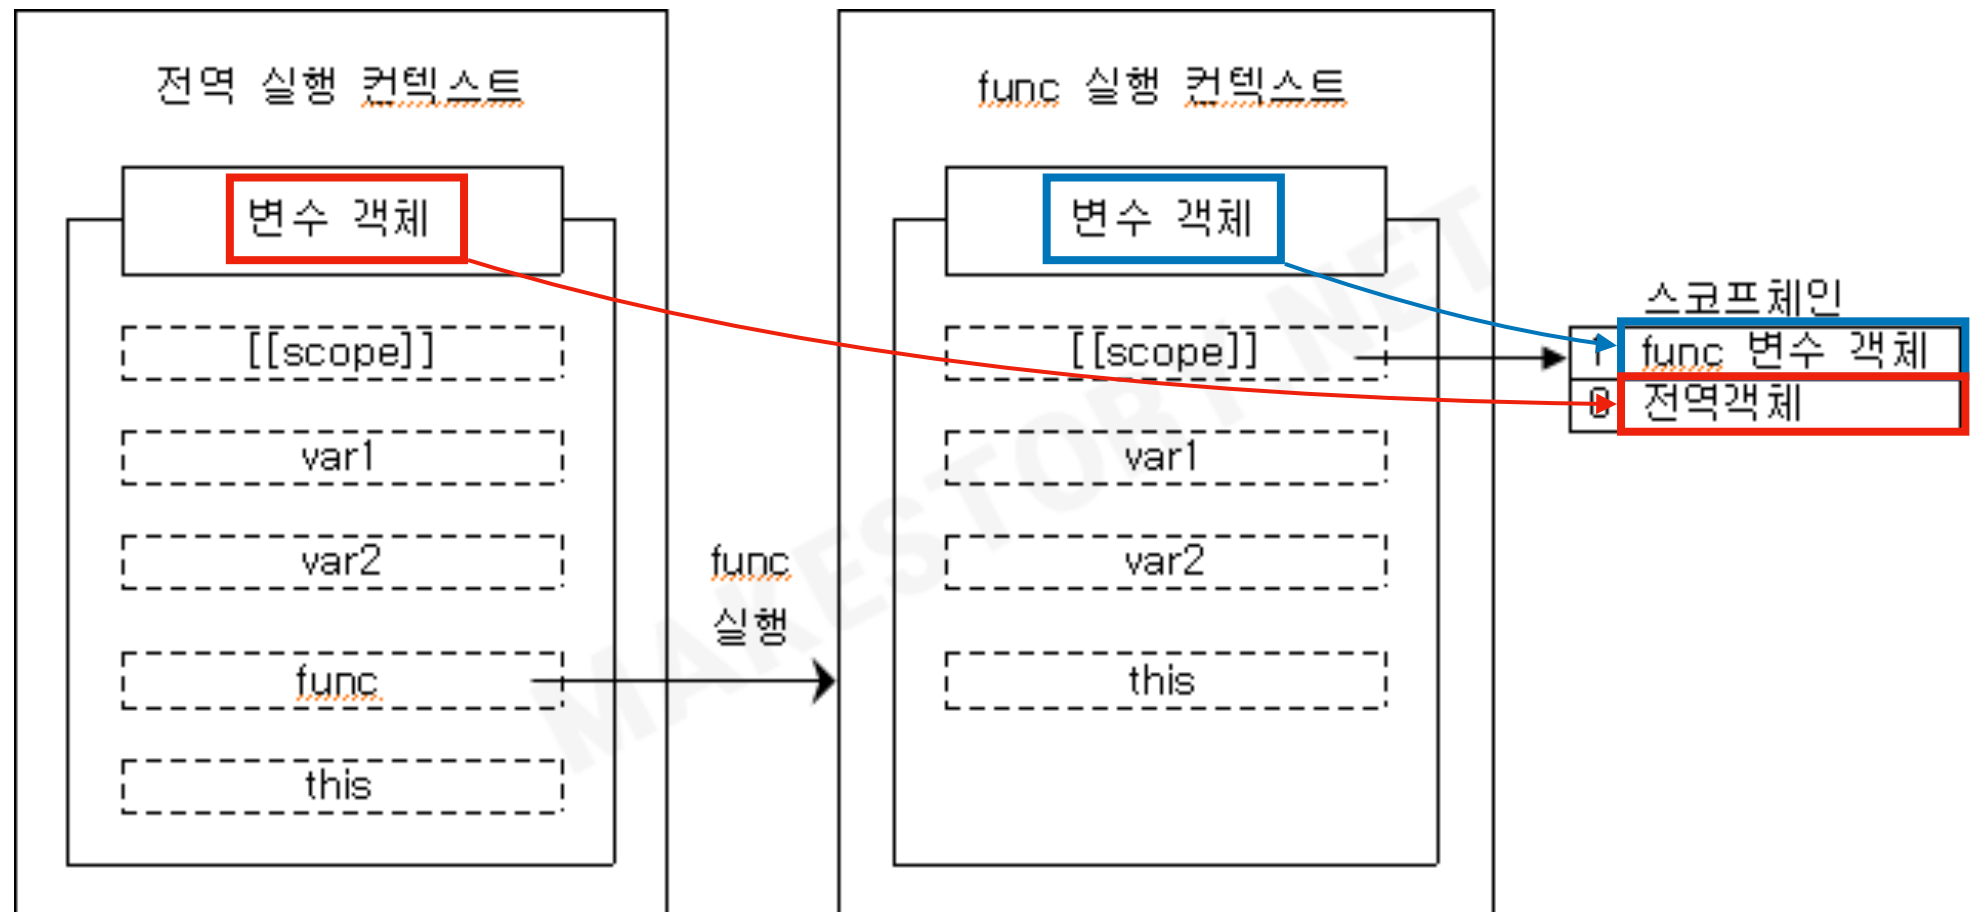 전역 실행 컨텍스트
변수 객체
[[scope]]
var1
var2
func
this
func
실행
func 실행 컨텍스트
변수 객체
[[scope]]
var1
var2
this
스코프체인
1 func 변수 객체
0 전역객체
MAKESTORY.NET